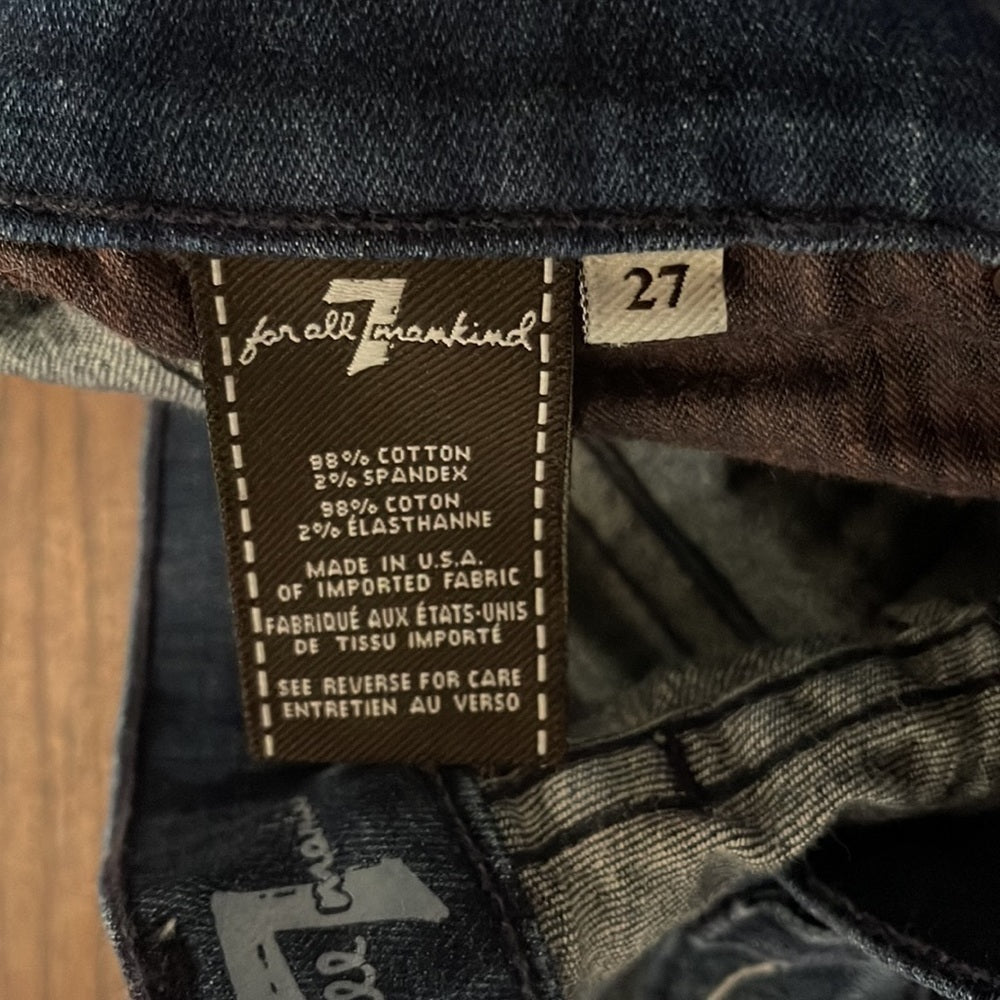 for all 7 mankind
27
98% COTTON
2% SPANDEX
98% COTON
2% ÉLASTHANNE
MADE IN U.S.A.
OF IMPORTED FABRIC
FABRIQUÉ AUX ÉTATS-UNIS
DE TISSU IMPORTÉ
SEE REVERSE FOR CARE
ENTRETIEN AU VERSO
7